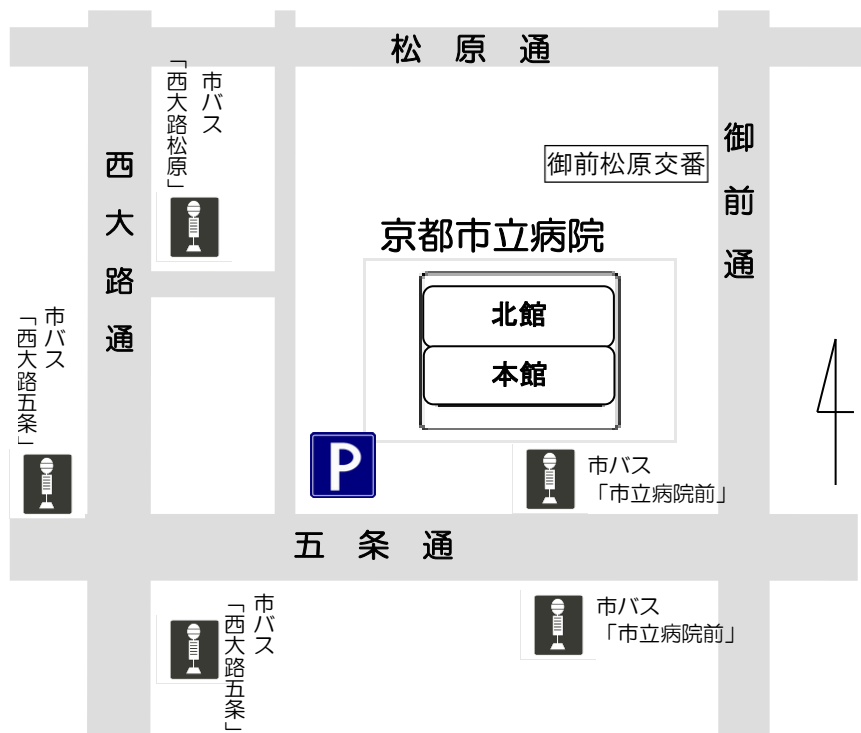 松原通
市バス
「西大路松原」
御前松原交番
御前通
西大路通
京都市立病院
北館
本館
市バス
「西大路五条」
P
市バス
「市立病院前」
五条通
市バス
「西大路五条」
市バス
「市立病院前」